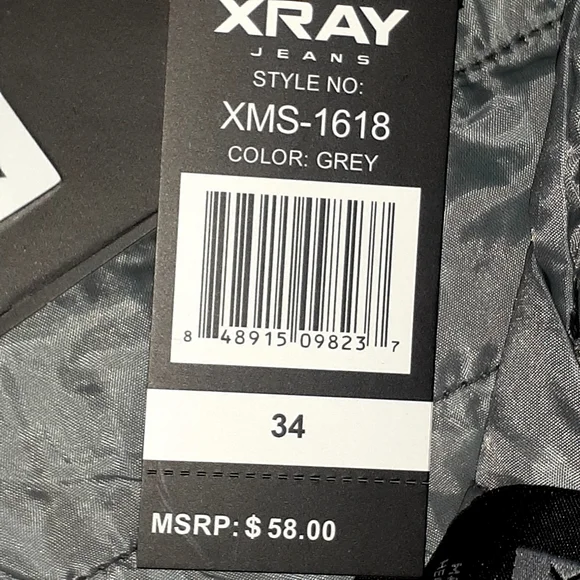 XRAY
JEANS
STYLE NO:
XMS-1618
COLOR: GREY
8 48915 09823 7
34
MSRP: $ 58.00